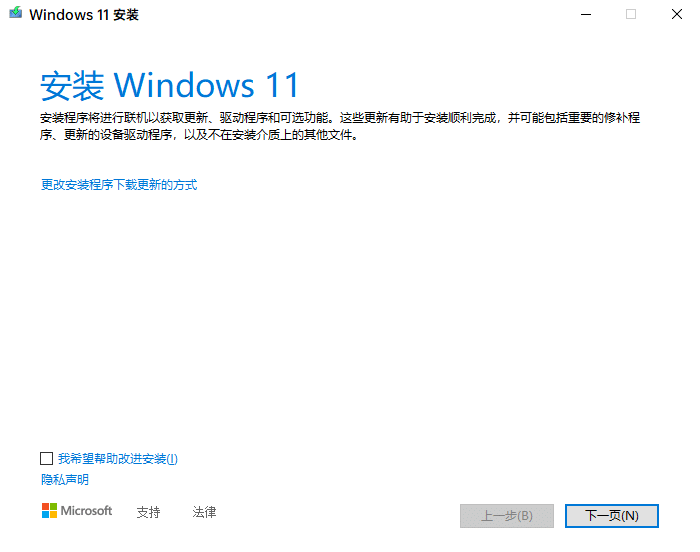 Windows 11 安装
安装 Windows 11
安装程序将进行联机以获取更新、驱动程序和可选功能。这些更新有助于安装顺利完成，并可能包括重要的修补程
序、更新的设备驱动程序，以及不在安装介质上的其他文件。
更改安装程序下载更新的方式
我希望帮助改进安装(I)
隐私声明
Microsoft 支持 法律 上一步(B) 下一页(N)